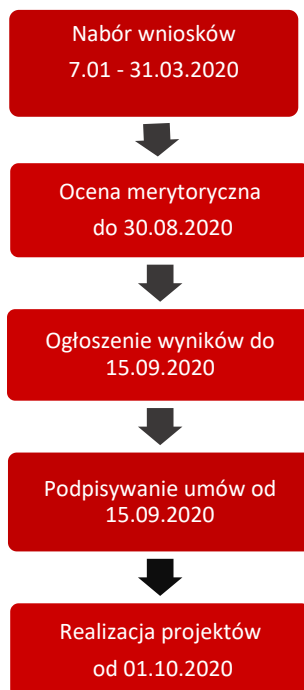 Nabór wniosków
7.01 - 31.03.2020
Ocena merytoryczna
do 30.08.2020
Ogłoszenie wyników do
15.09.2020
Podpisywanie umów od
15.09.2020
Realizacja projektów
od 01.10.2020